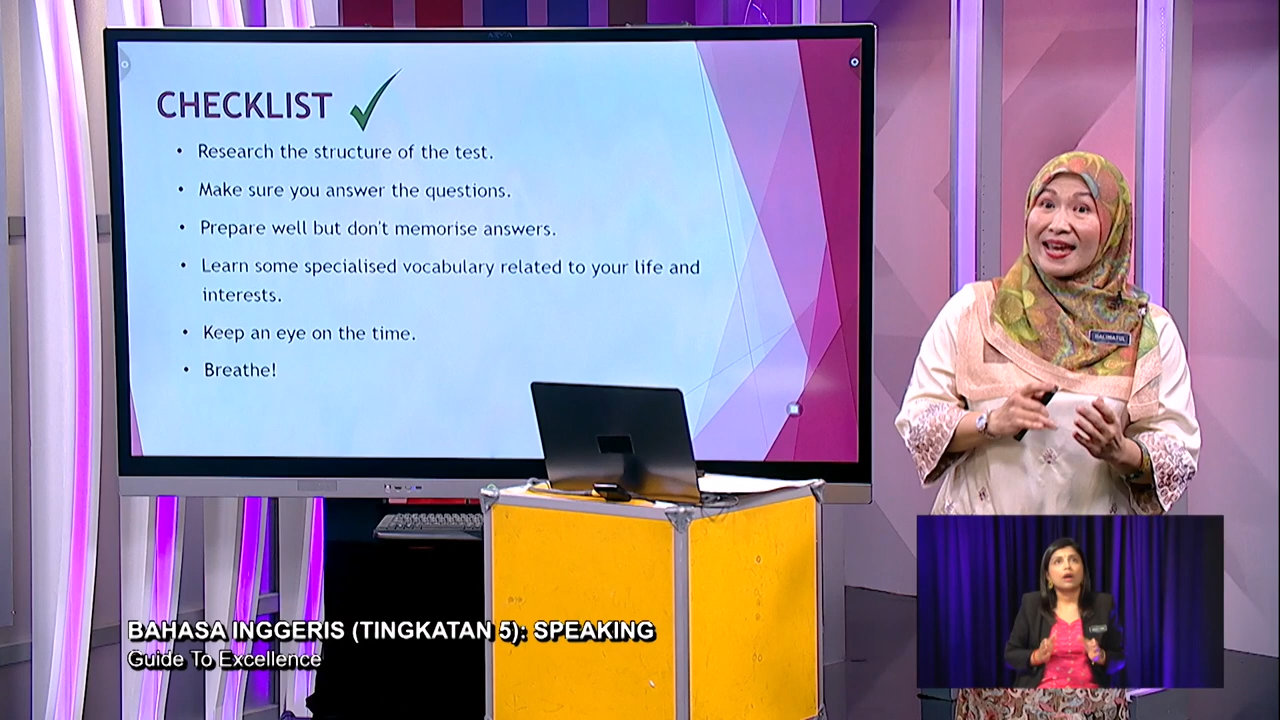 CHECKLIST
• Research the structure of the test.
• Make sure you answer the questions.
• Prepare well but don't memorise answers.
• Learn some specialised vocabulary related to your life and
interests.
• Keep an eye on the time.
• Breathe!
HALIMATUL
BAHASA INGGERIS (TINGKATAN 5): SPEAKING
Guide To Excellence